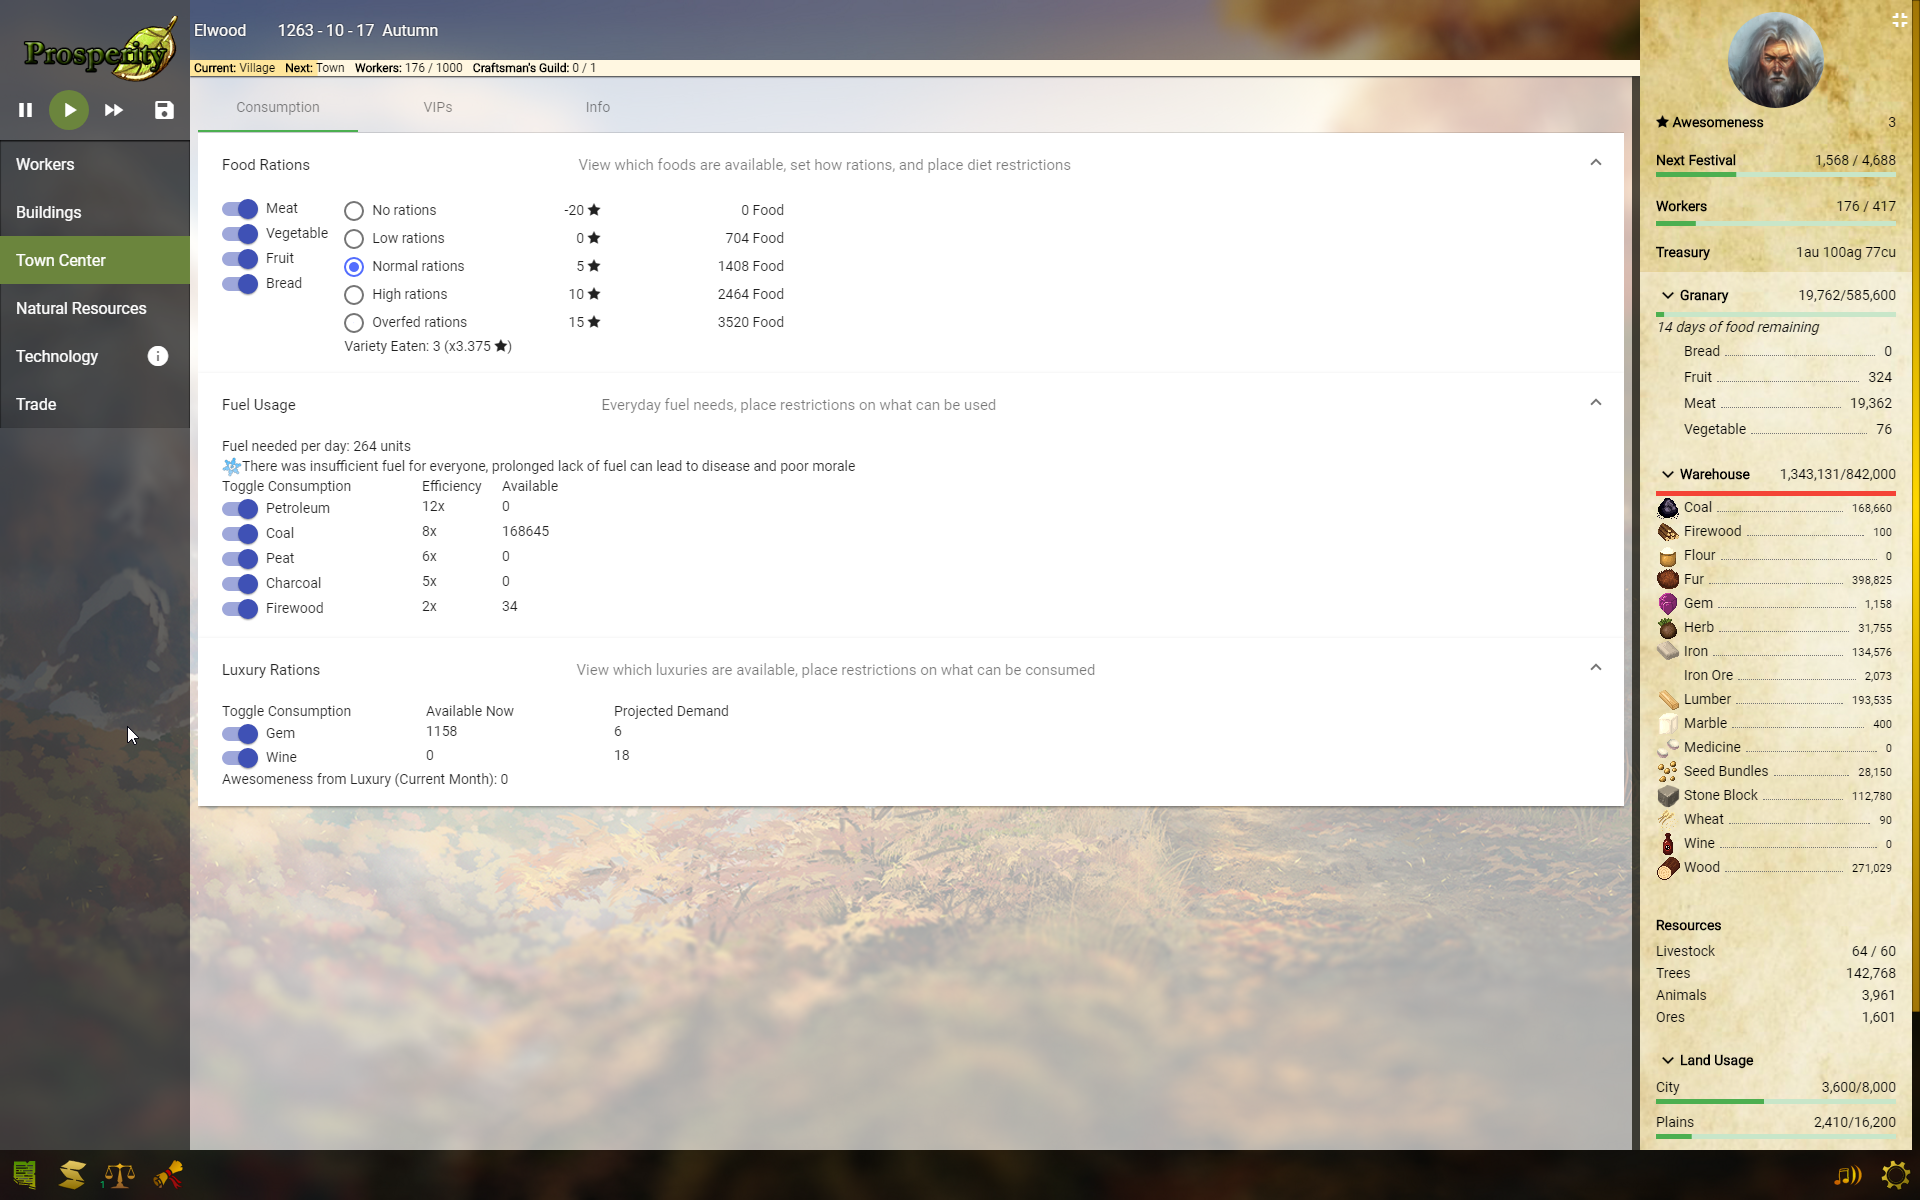 Prosperity
Elwood 1263 - 10 - 17 Autumn
Current: Village Next: Town Workers: 176 / 1000 Craftsman's Guild: 0 / 1
Workers
Buildings
Town Center
Natural Resources
Technology
Trade
Consumption VIPs Info
Food Rations View which foods are available, set how rations, and place diet restrictions
Meat
Vegetable
Fruit
Bread
No rations -20 ★ 0 Food
Low rations 0 ★ 704 Food
Normal rations 5 ★ 1408 Food
High rations 10 ★ 2464 Food
Overfed rations 15 ★ 3520 Food
Variety Eaten: 3 (x3.375 ★)
Fuel Usage Everyday fuel needs, place restrictions on what can be used
Fuel needed per day: 264 units
There was insufficient fuel for everyone, prolonged lack of fuel can lead to disease and poor morale
Toggle Consumption Efficiency Available
Petroleum 12x 0
Coal 8x 168645
Peat 6x 0
Charcoal 5x 0
Firewood 2x 34
Luxury Rations View which luxuries are available, place restrictions on what can be consumed
Toggle Consumption Available Now Projected Demand
Gem 1158 6
Wine 0 18
Awesomeness from Luxury (Current Month): 0
★ Awesomeness 3
Next Festival 1,568 / 4,688
Workers 176 / 417
Treasury 1au 100ag 77cu
Granary 19,762/585,600
14 days of food remaining
Bread 0
Fruit 324
Meat 19,362
Vegetable 76
Warehouse 1,343,131/842,000
Coal 168,660
Firewood 100
Flour 0
Fur 398,825
Gem 1,158
Herb 31,755
Iron 134,576
Iron Ore 2,073
Lumber 193,535
Marble 400
Medicine 0
Seed Bundles 28,150
Stone Block 112,780
Wheat 90
Wine 0
Wood 271,029
Resources
Livestock 64 / 60
Trees 142,768
Animals 3,961
Ores 1,601
Land Usage
City 3,600/8,000
Plains 2,410/16,200
1